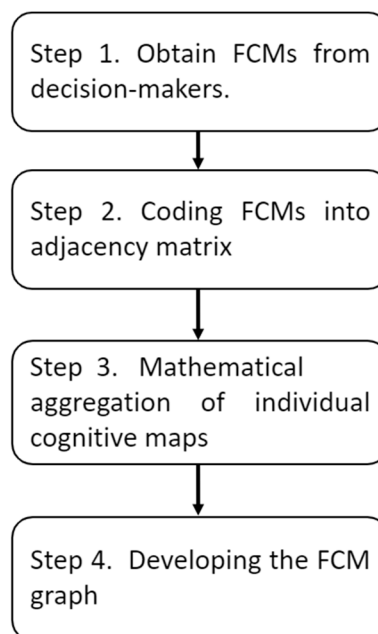 Step 1. Obtain FCMs from
decision-makers.
Step 2. Coding FCMs into
adjacency matrix
Step 3. Mathematical
aggregation of individual
cognitive maps
Step 4. Developing the FCM
graph